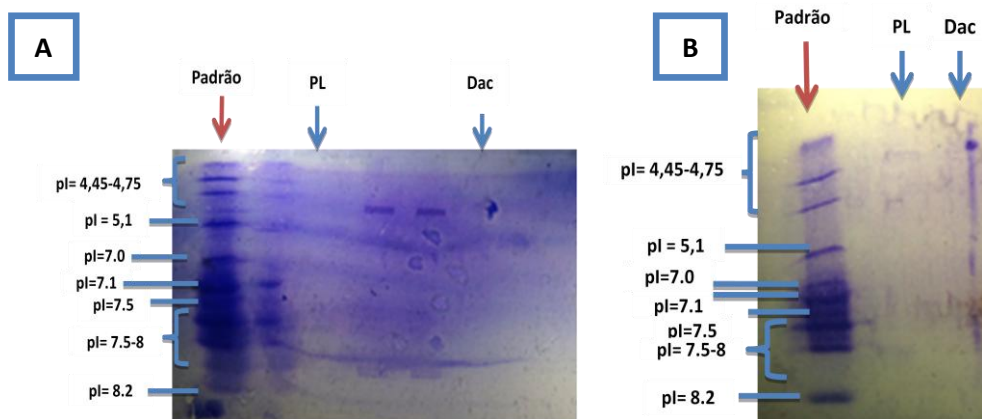 A
Padrão
PL
Dac
pI= 4,45-4,75
pI = 5,1
pI=7.0
pI=7.1
pI=7.5
pI= 7.5-8
pI= 8.2
B
Padrão
PL
Dac
pI= 4,45-4,75
pI = 5,1
pI=7.0
pI=7.1
pI=7.5
pI= 7.5-8
pI= 8.2